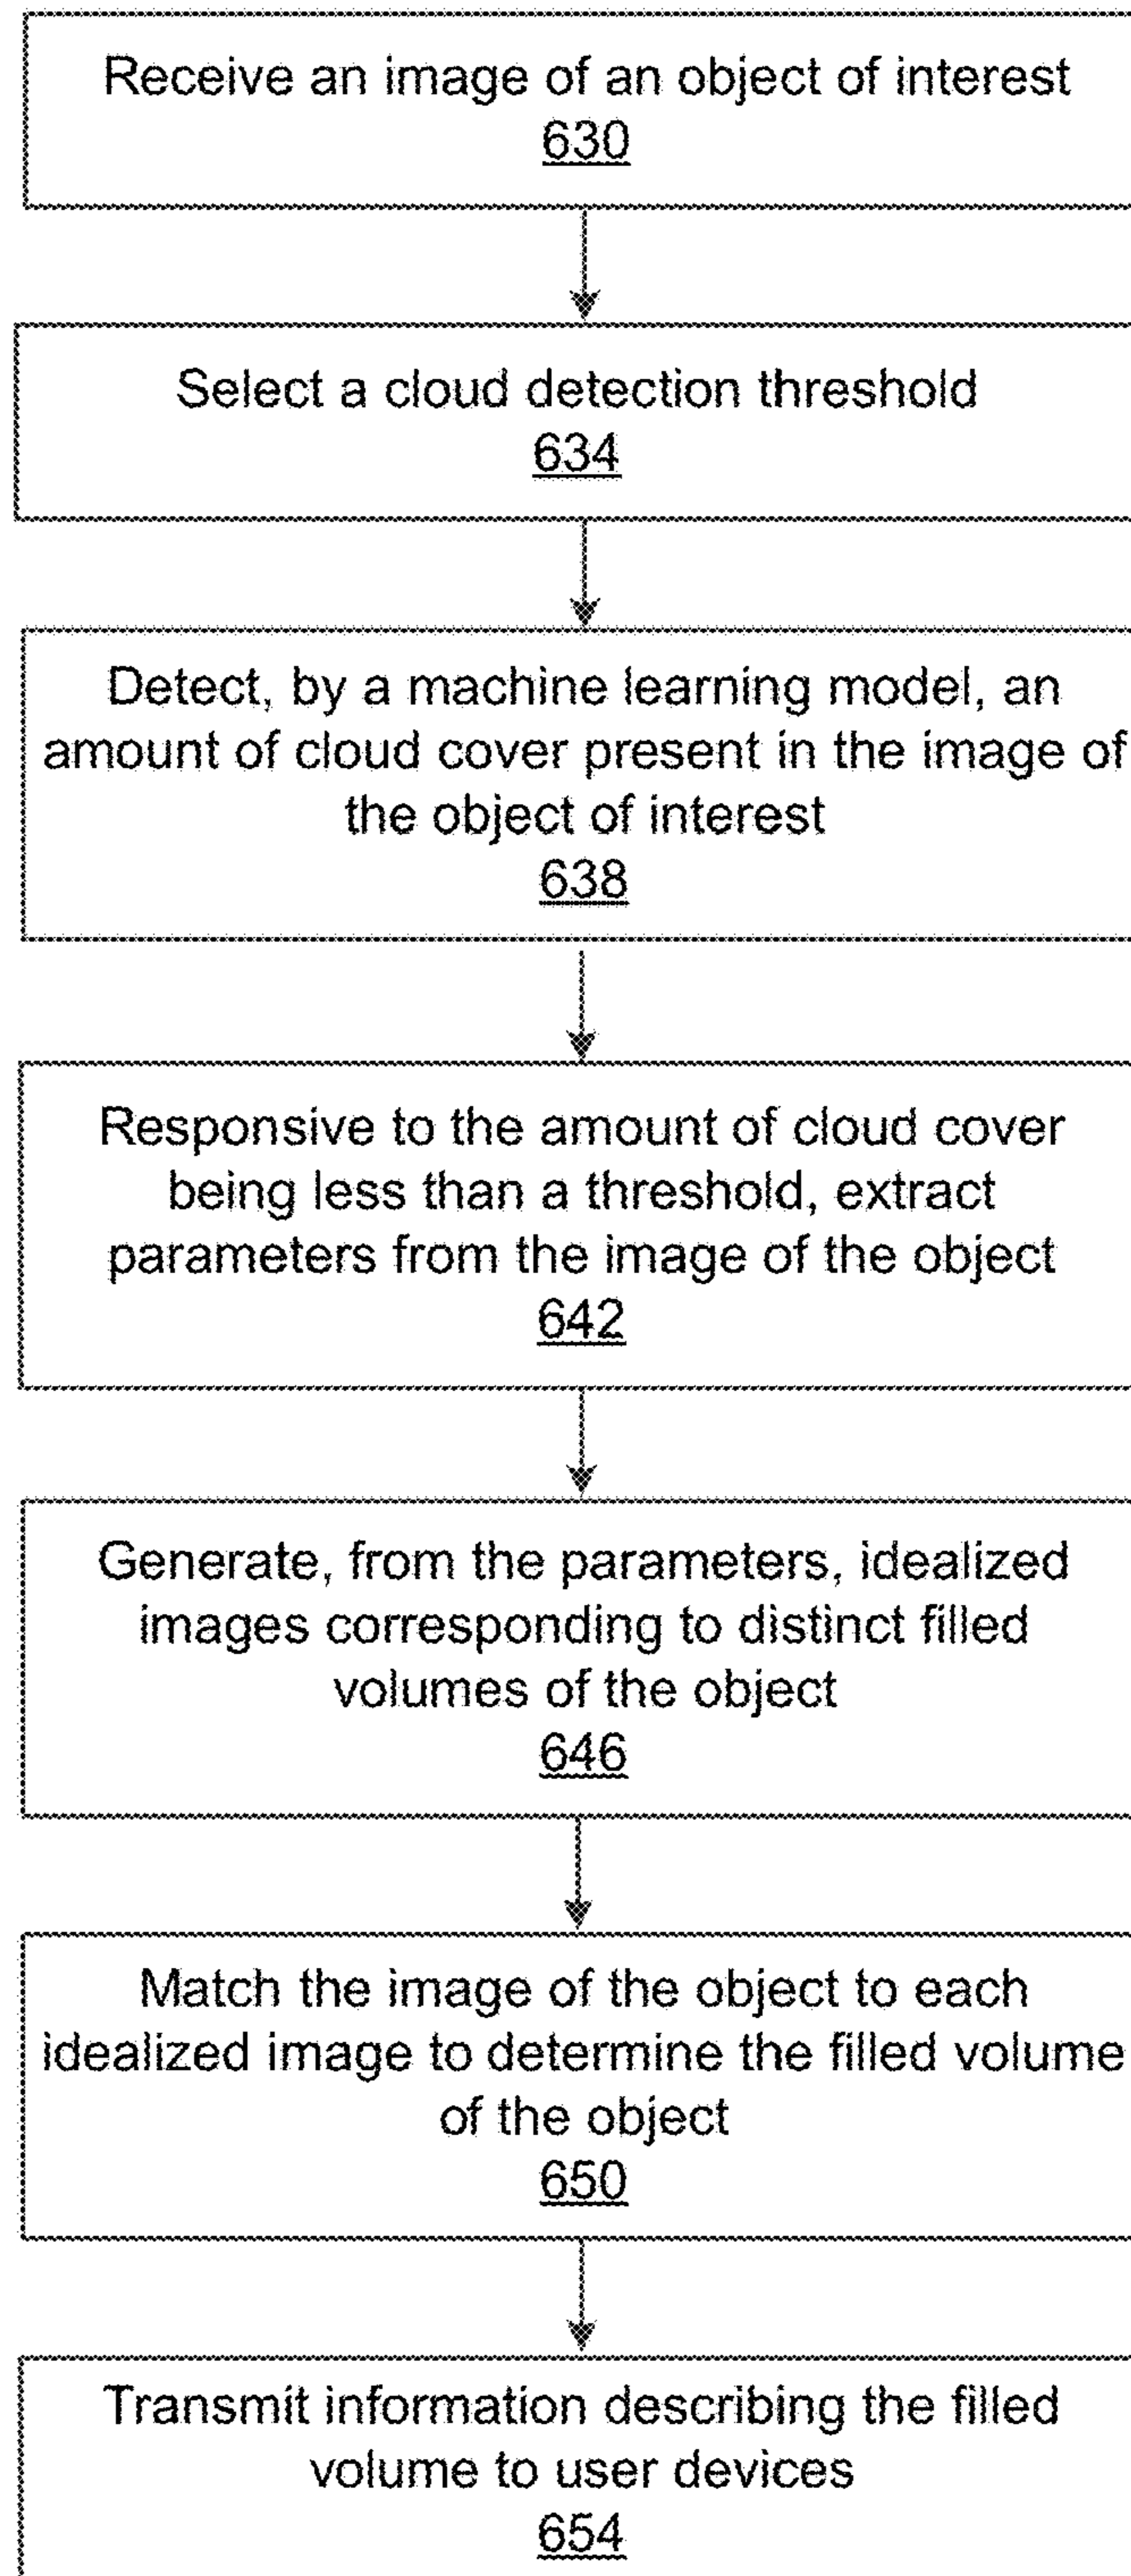 Receive an image of an object of interest
630
Select a cloud detection threshold
634
Detect, by a machine learning model, an
amount of cloud cover present in the image of
the object of interest
638
Responsive to the amount of cloud cover
being less than a threshold, extract
parameters from the image of the object
642
Generate, from the parameters, idealized
images corresponding to distinct filled
volumes of the object
646
Match the image of the object to each
idealized image to determine the filled volume
of the object
650
Transmit information describing the filled
volume to user devices
654